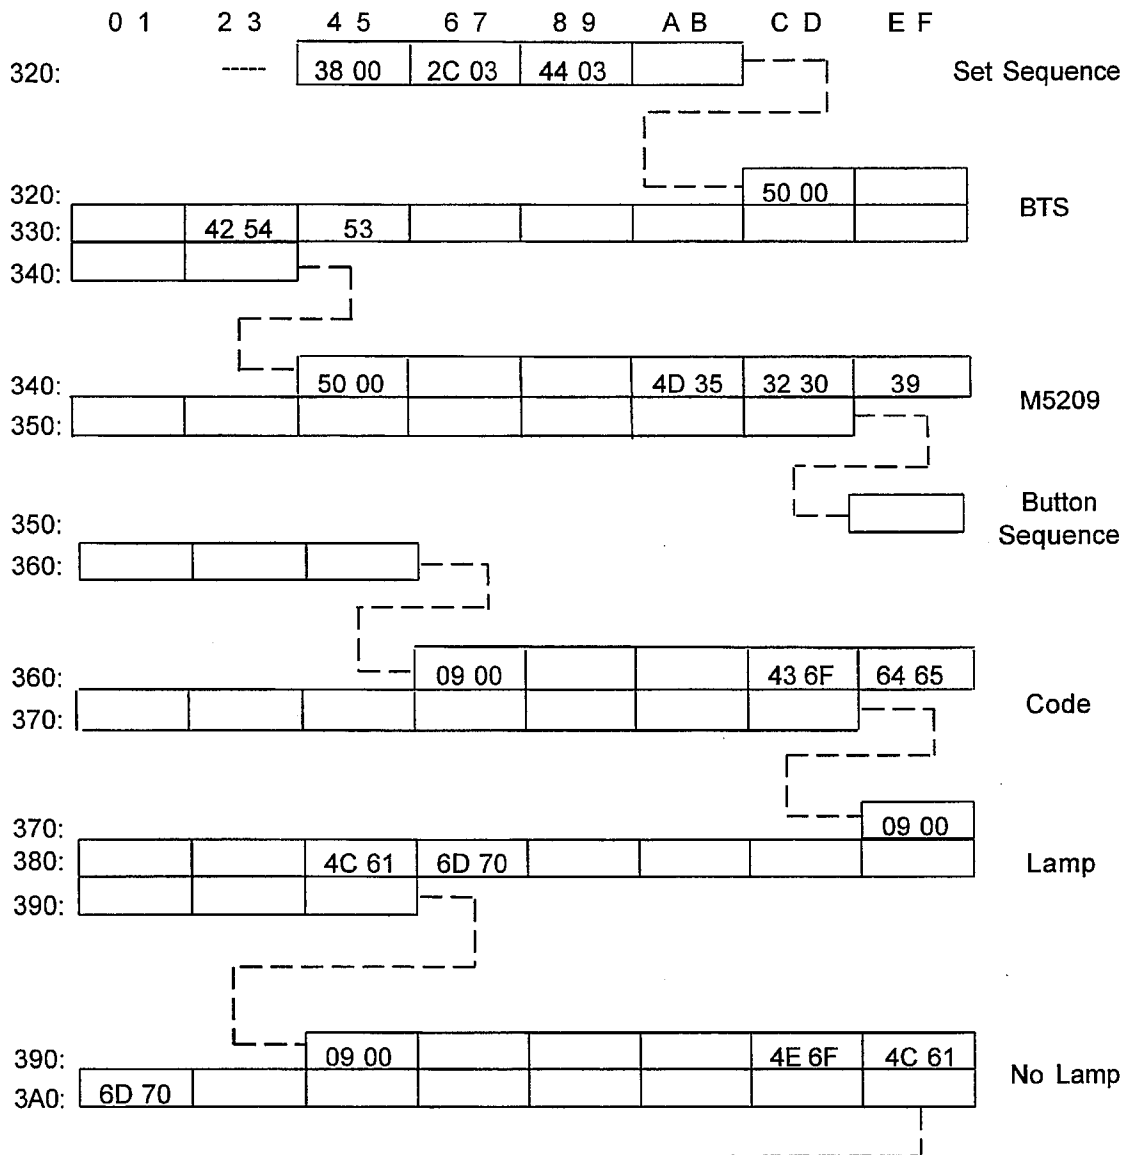 0 1 2 3 4 5 6 7 8 9 A B C D E F
320: ----- 38 00 2C 03 44 03 Set Sequence
320: 50 00
BTS
330: 42 54 53
340:
340: 50 00 4D 35 32 30 39
M5209
350:
Button
350: Sequence
360:
360: 09 00 43 6F 64 65
370: Code
370: 09 00
380: 4C 61 6D 70 Lamp
390:
390: 09 00 4E 6F 4C 61
No Lamp
3A0: 6D 70